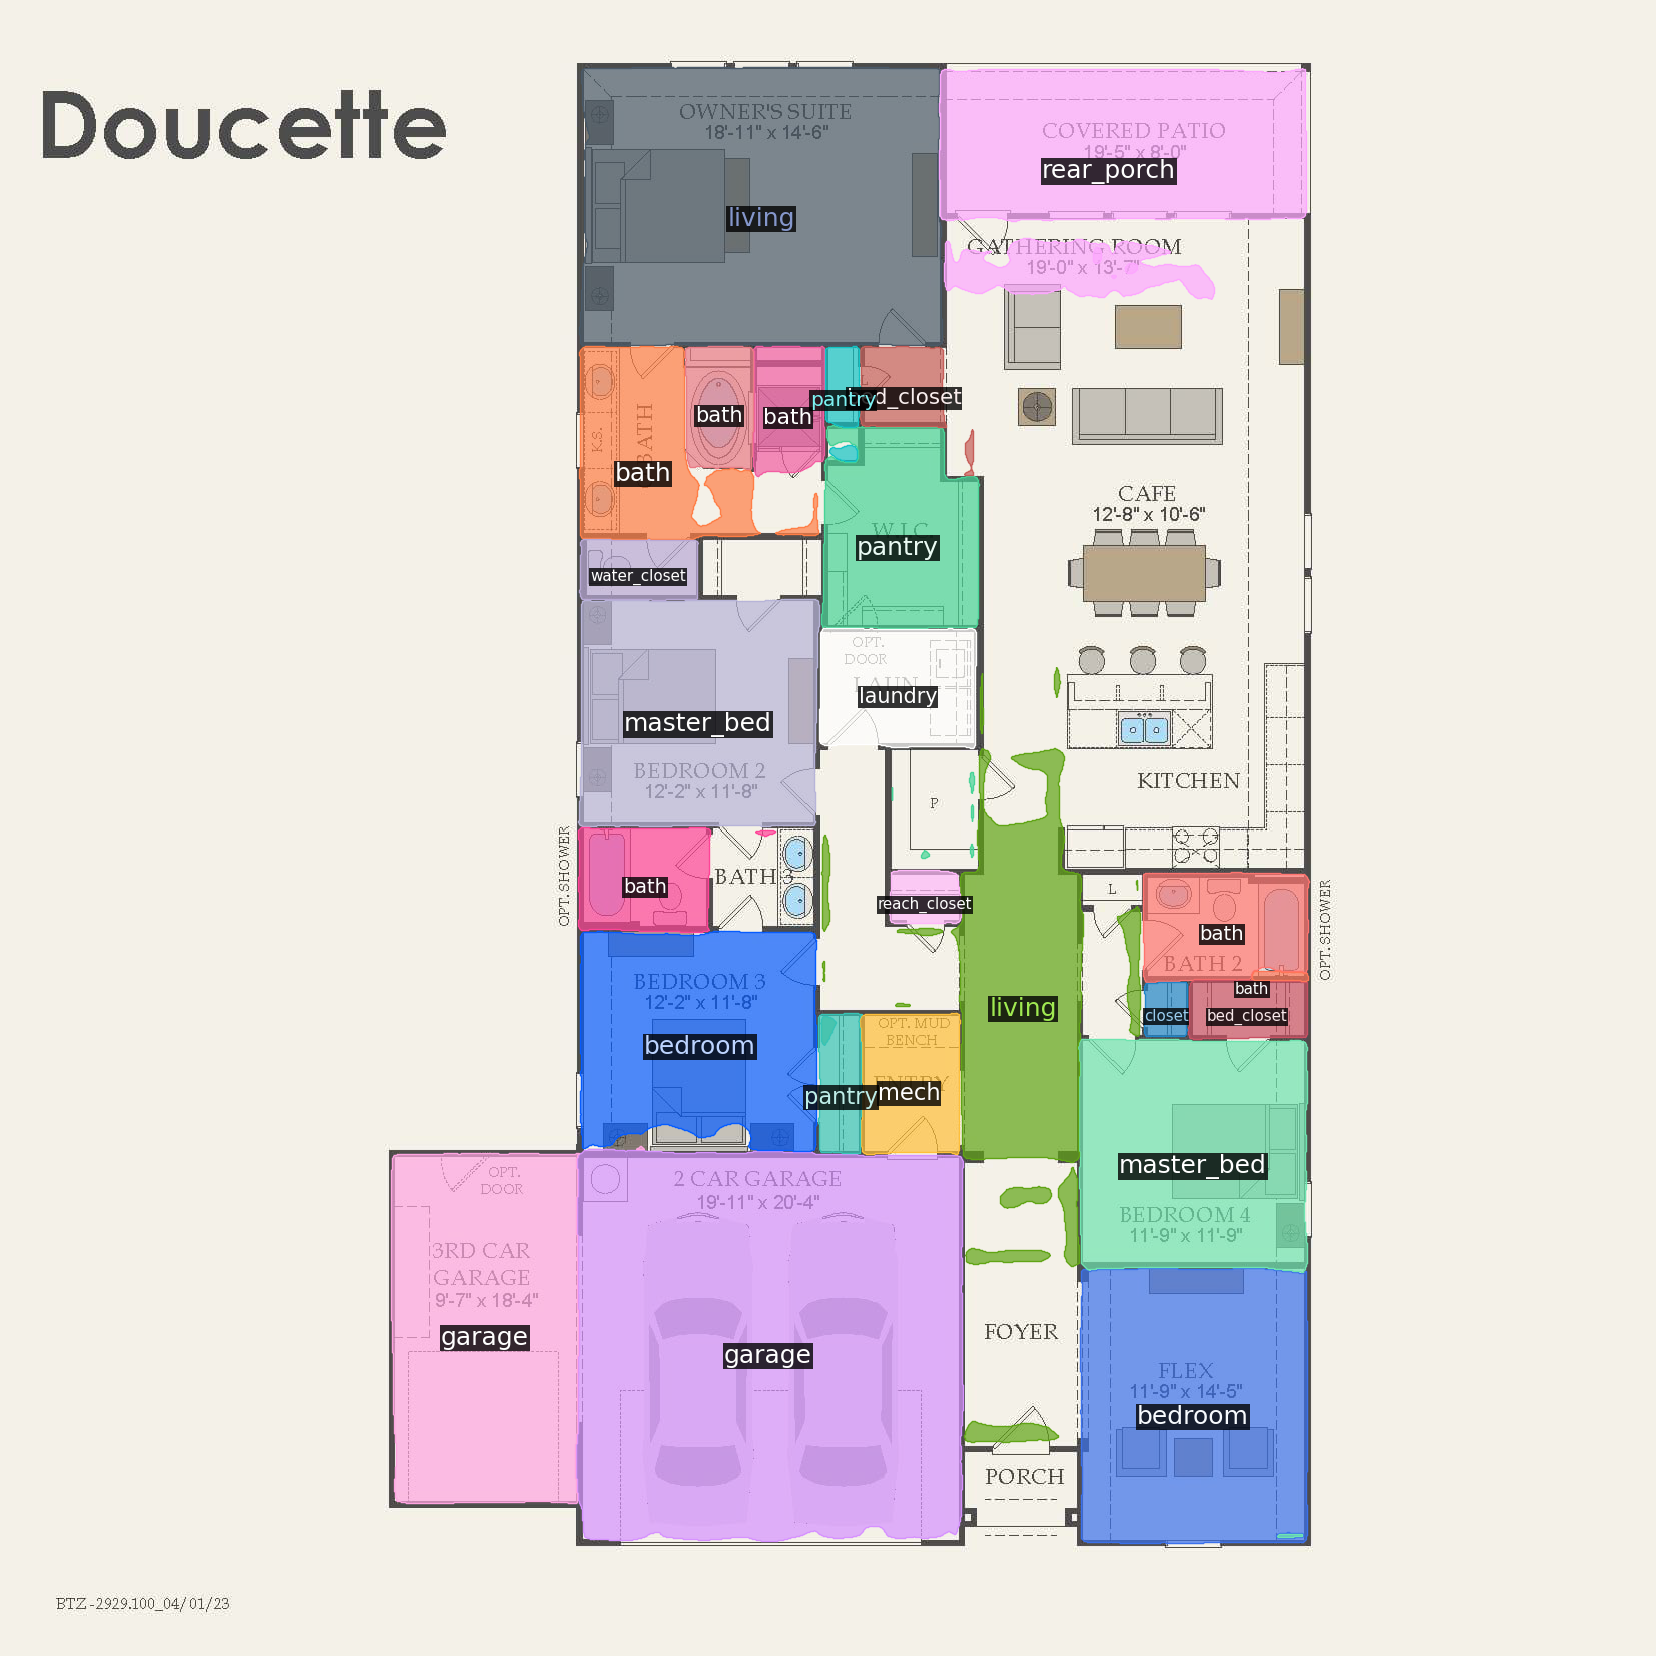 Doucette
OWNER'S SUITE
18'-11" x 14'-6"
living
COVERED PATIO
19'-5" x 8'-0"
rear_porch
GATHERING ROOM
19'-0" x 13'-7"
L
pantry
d_closet
bath
bath
K.S.
BATH
bath
CAFE
12'-8" x 10'-6"
W.I.C
pantry
water_closet
OPT.
DOOR
LAUN
laundry
master_bed
BEDROOM 2
12'-2" x 11'-8"
KITCHEN
P
OPT. SHOWER
bath
BATH 3
reach_closet
L
bath
BATH 2
OPT. SHOWER
BEDROOM 3
12'-2" x 11'-8"
bedroom
living
bath
closet
bed_closet
OPT. MUD
BENCH
ENTRY
pantry
mech
master_bed
BEDROOM 4
11'-9" x 11'-9"
OPT.
DOOR
2 CAR GARAGE
19'-11" x 20'-4"
3RD CAR
GARAGE
9'-7" x 18'-4"
garage
garage
FOYER
FLEX
11'-9" x 14'-5"
bedroom
PORCH
BTZ-2929.100_04/01/23